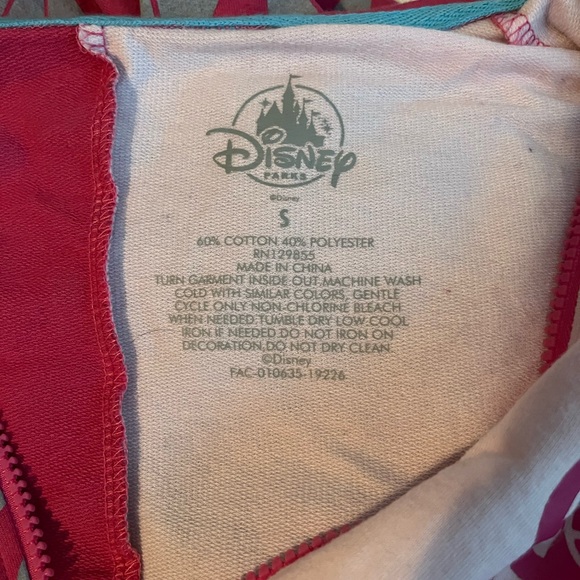 Disney
PARKS
©Disney
S
60% COTTON 40% POLYESTER
RN129855
MADE IN CHINA
TURN GARMENT INSIDE OUT.MACHINE WASH
COLD WITH SIMILAR COLORS, GENTLE
CYCLE ONLY NON-CHLORINE BLEACH
WHEN NEEDED.TUMBLE DRY LOW.COOL
IRON.IF NEEDED.DO NOT IRON ON
DECORATION.DO NOT DRY CLEAN.
©Disney
FAC-010635-19226